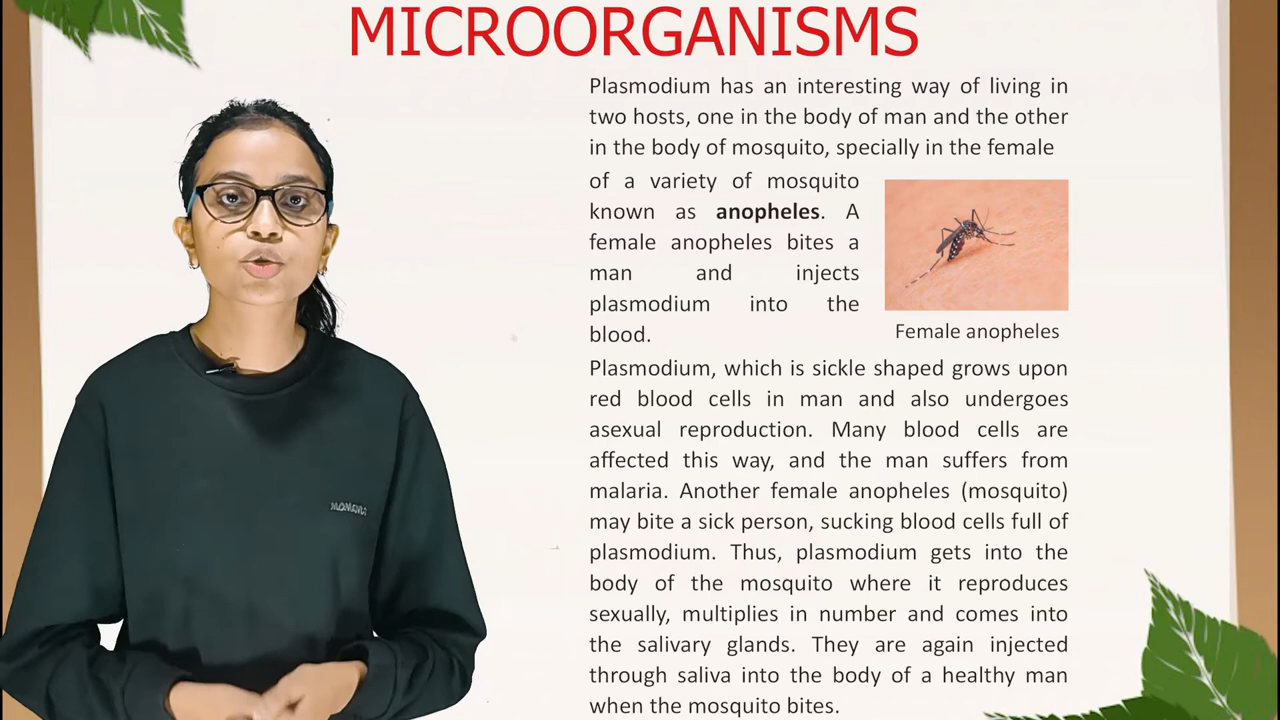 MICROORGANISMS
Plasmodium has an interesting way of living in
two hosts, one in the body of man and the other
in the body of mosquito, specially in the female
of a variety of mosquito
known as anopheles. A
female anopheles bites a
man and injects
plasmodium into the
blood.
Female anopheles
Plasmodium, which is sickle shaped grows upon
red blood cells in man and also undergoes
asexual reproduction. Many blood cells are
affected this way, and the man suffers from
malaria. Another female anopheles (mosquito)
may bite a sick person, sucking blood cells full of
plasmodium. Thus, plasmodium gets into the
body of the mosquito where it reproduces
sexually, multiplies in number and comes into
the salivary glands. They are again injected
through saliva into the body of a healthy man
when the mosquito bites.